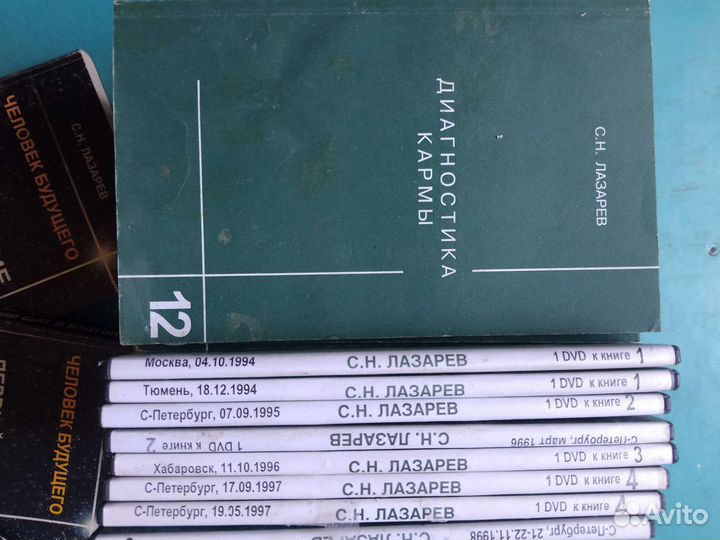 С.Н. ЛАЗАРЕВ
ДИАГНОСТИКА
КАРМЫ
12
ЧЕЛОВЕК БУДУЩЕГО
С.Н. ЛАЗАРЕВ
ЧЕЛОВЕК БУДУЩЕГО
Москва, 04.10.1994 С.Н. ЛАЗАРЕВ 1 DVD к книге 1
Тюмень, 18.12.1994 С.Н. ЛАЗАРЕВ 1 DVD к книге 1
С-Петербург, 07.09.1995 С.Н. ЛАЗАРЕВ 1 DVD к книге 2
С-Петербург, март 1996 С.Н. ЛАЗАРЕВ 1 DVD к книге 2
Хабаровск, 11.10.1996 С.Н. ЛАЗАРЕВ 1 DVD к книге 3
С-Петербург, 17.09.1997 С.Н. ЛАЗАРЕВ 1 DVD к книге 4
С-Петербург, 19.05.1997 С.Н. ЛАЗАРЕВ 1 DVD к книге
С-Петербург, 21-22.11.1998 С.Н. ЛАЗАРЕВ
Avito